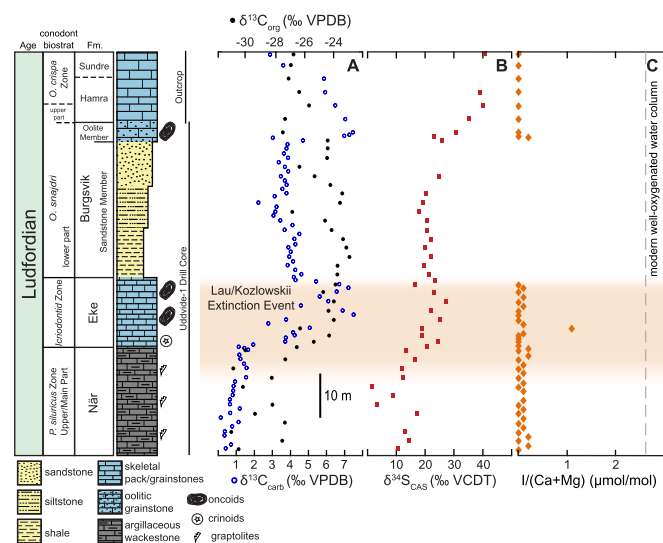 δ13Corg (‰ VPDB)
Age
conodont biostrat
Fm.
-30 -28 -26 -24
Ludfordian
O. crispa Zone
upper part
O. snajdri
lower part
Icriodontid Zone
P. siluricus Zone
Upper/Main Part
Sundre
Hamra
Oolite Member
Burgsvik
Sandstone Member
Eke
När
Outcrop
Uddvide-1 Drill Core
A
B
C
modern well-oxygenated water column
Lau/Kozlowskii
Extinction Event
10 m
1 2 3 4 5 6 7
0 10 20 30 40
0 1 2
δ13Ccarb (‰ VPDB)
δ34SCAS (‰ VCDT)
I/(Ca+Mg) (μmol/mol)
sandstone
siltstone
shale
skeletal
pack/grainstones
oolitic
grainstone
argillaceous
wackestone
oncoids
crinoids
graptolites